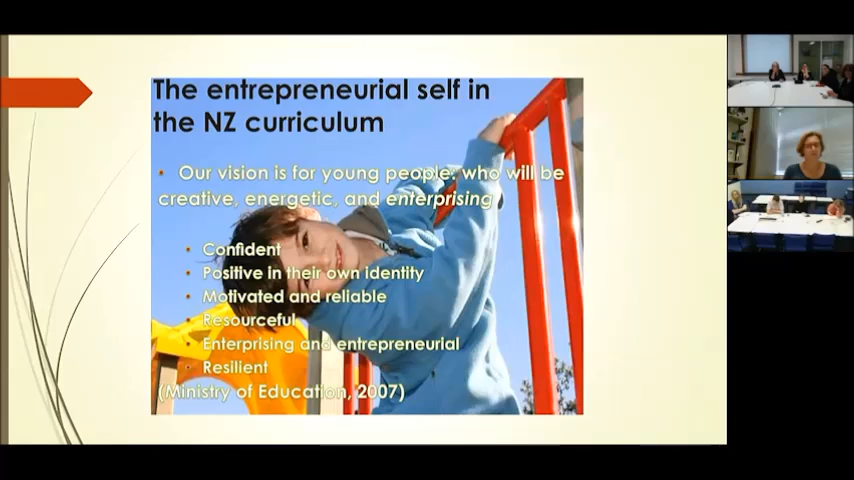 The entrepreneurial self in
the NZ curriculum
• Our vision is for young people: who will be
creative, energetic, and enterprising
• Confident
• Positive in their own identity
• Motivated and reliable
• Resourceful
• Enterprising and entrepreneurial
• Resilient
(Ministry of Education, 2007)